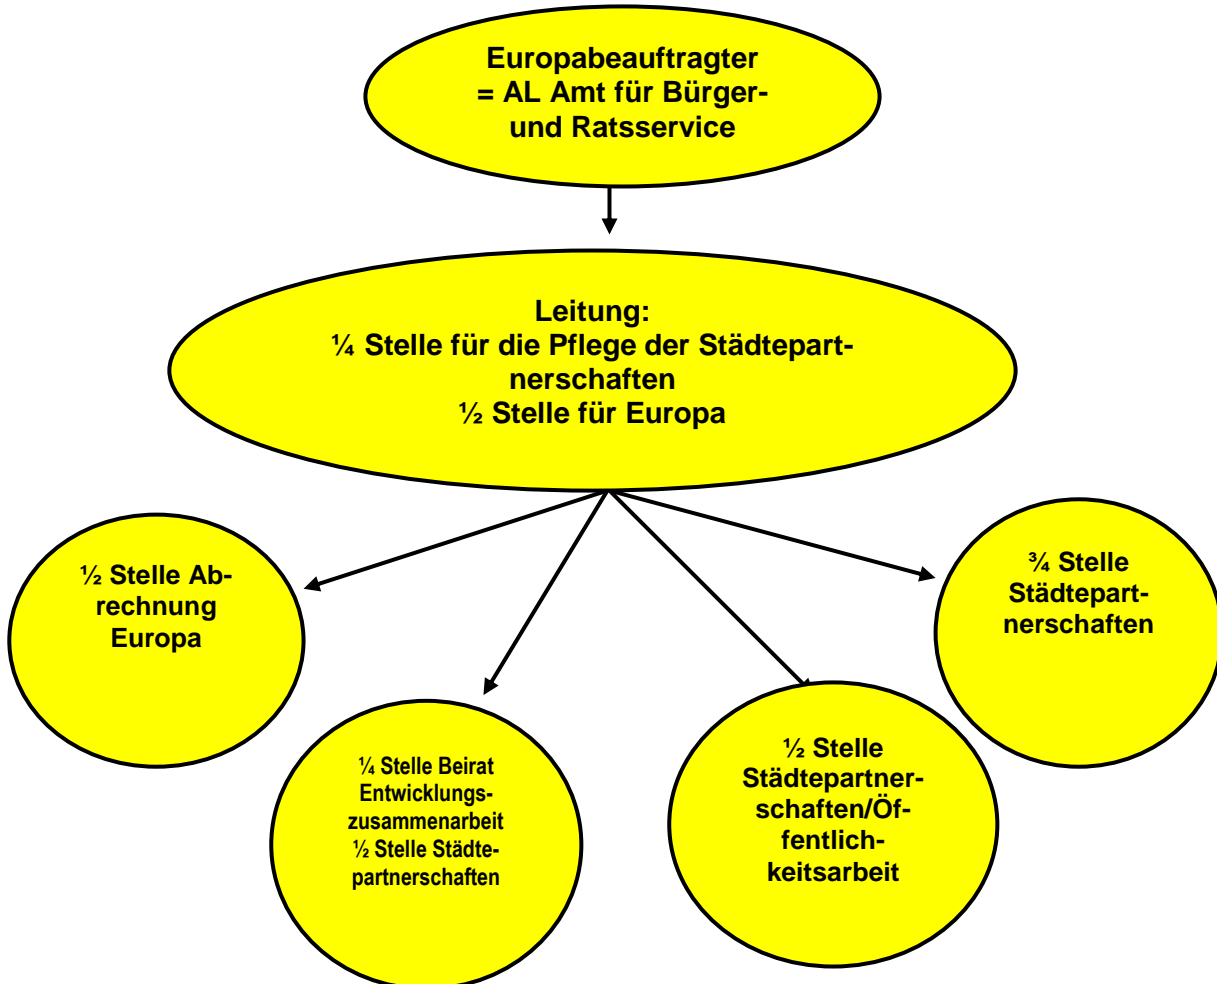 Europabeauftragter
= AL Amt für Bürger-
und Ratsservice
Leitung:
¼ Stelle für die Pflege der Städtepart-
nerschaften
½ Stelle für Europa
½ Stelle Ab-
rechnung
Europa
¼ Stelle Beirat
Entwicklungs-
zusammenarbeit
½ Stelle Städte-
partnerschaften
½ Stelle
Städtepartner-
schaften/Öf-
fentlich-
keitsarbeit
¾ Stelle
Städtepart-
nerschaften